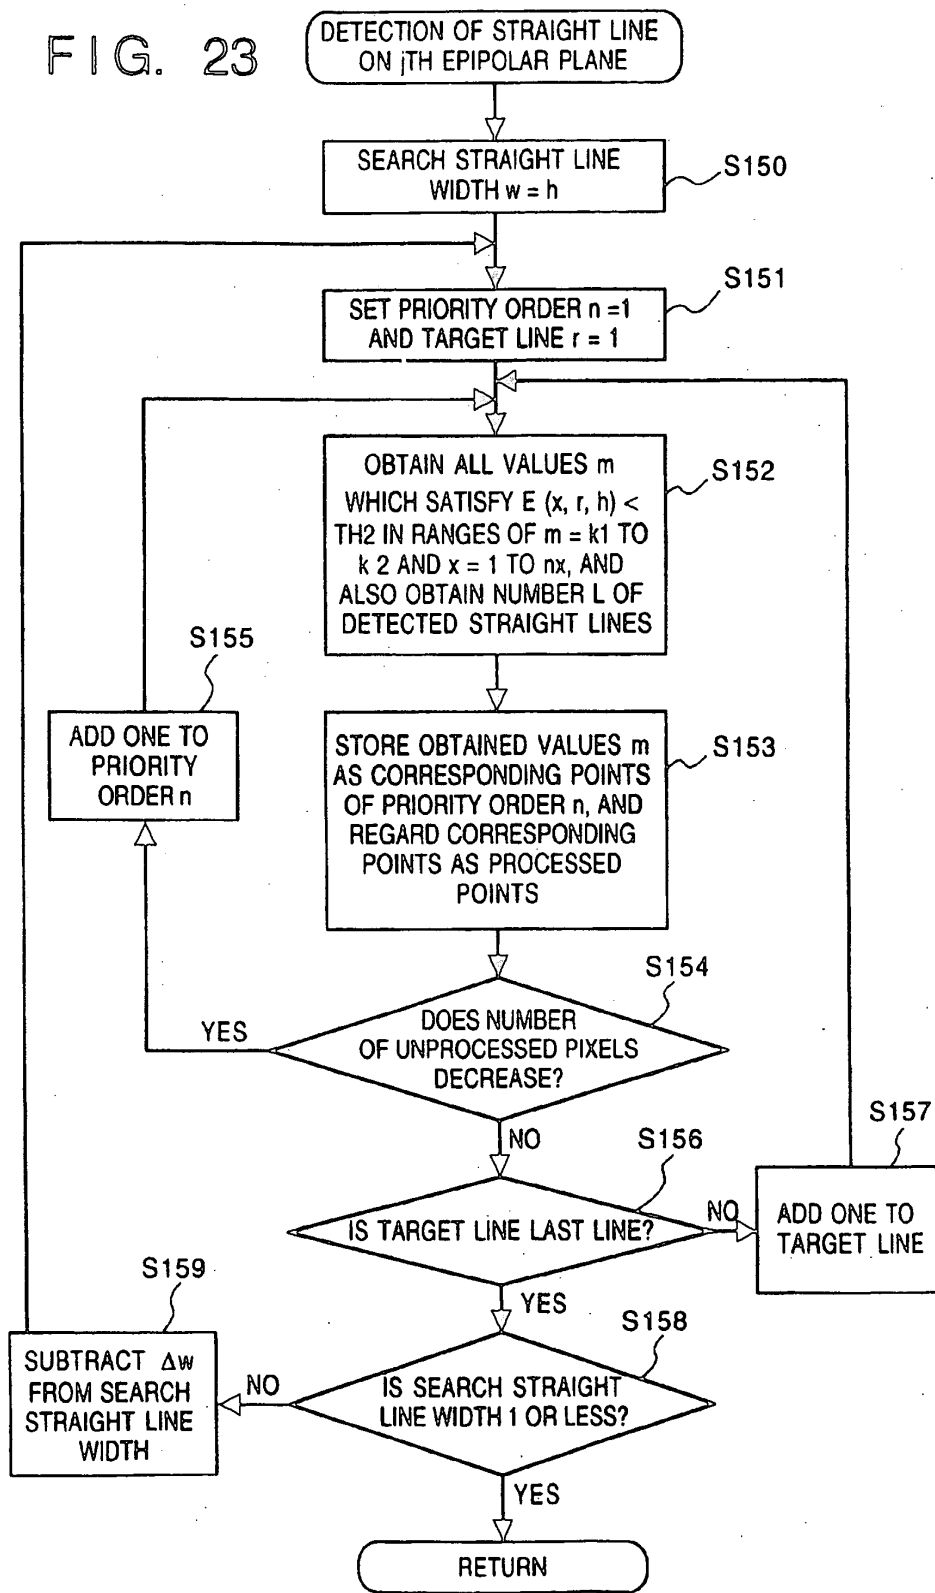 FIG. 23
DETECTION OF STRAIGHT LINE
ON jTH EPIPOLAR PLANE
SEARCH STRAIGHT LINE
WIDTH w = h
S150
S151
SET PRIORITY ORDER n =1
AND TARGET LINE r = 1
OBTAIN ALL VALUES m
WHICH SATISFY E (x, r, h) <
TH2 IN RANGES OF m = k1 TO
k 2 AND x = 1 TO nx, AND
ALSO OBTAIN NUMBER L OF
DETECTED STRAIGHT LINES
S152
S155
ADD ONE TO
PRIORITY
ORDER n
STORE OBTAINED VALUES m
AS CORRESPONDING POINTS
OF PRIORITY ORDER n, AND
REGARD CORRESPONDING
POINTS AS PROCESSED
POINTS
S153
S154
YES
DOES NUMBER
OF UNPROCESSED PIXELS
DECREASE?
NO
S156
S157
IS TARGET LINE LAST LINE?
NO
ADD ONE TO
TARGET LINE
S159
YES
S158
SUBTRACT Δw
FROM SEARCH
STRAIGHT LINE
WIDTH
NO
IS SEARCH STRAIGHT
LINE WIDTH 1 OR LESS?
YES
RETURN